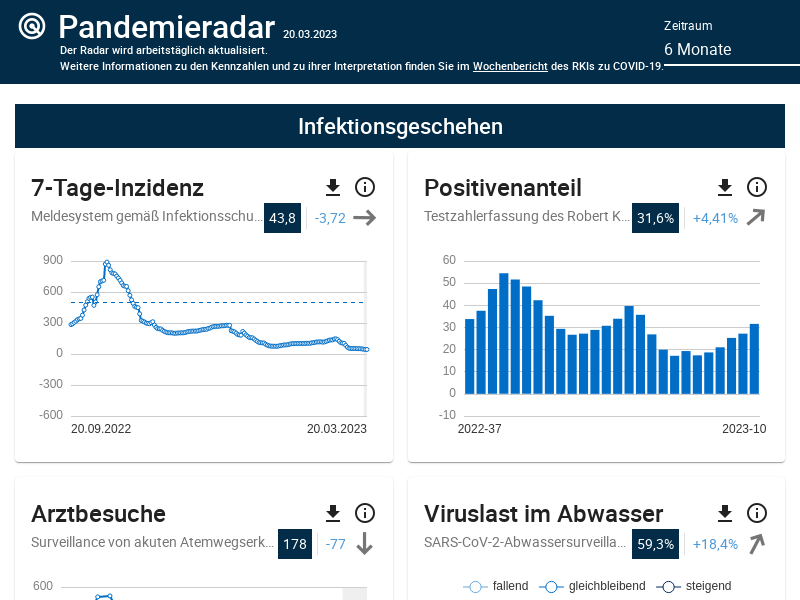 Pandemieradar 20.03.2023
Zeitraum
6 Monate
Der Radar wird arbeitstäglich aktualisiert.
Weitere Informationen zu den Kennzahlen und zu ihrer Interpretation finden Sie im Wochenbericht des RKIs zu COVID-19.
Infektionsgeschehen
7-Tage-Inzidenz
Meldesystem gemäß Infektionsschu... 43,8 -3,72
900
600
300
0
-300
-600
20.09.2022 20.03.2023
Positivenanteil
Testzahlerfassung des Robert K... 31,6% +4,41%
60
50
40
30
20
10
0
-10
2022-37 2023-10
Arztbesuche
Surveillance von akuten Atemwegserk... 178 -77
600
Viruslast im Abwasser
SARS-CoV-2-Abwassersurveilla... 59,3% +18,4%
fallend gleichbleibend steigend